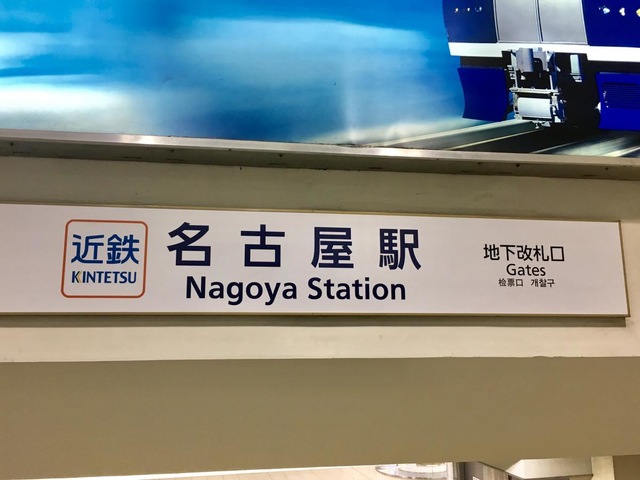 近鉄
KINTETSU
名古屋駅
Nagoya Station
地下改札口
Gates
检票口 개찰구